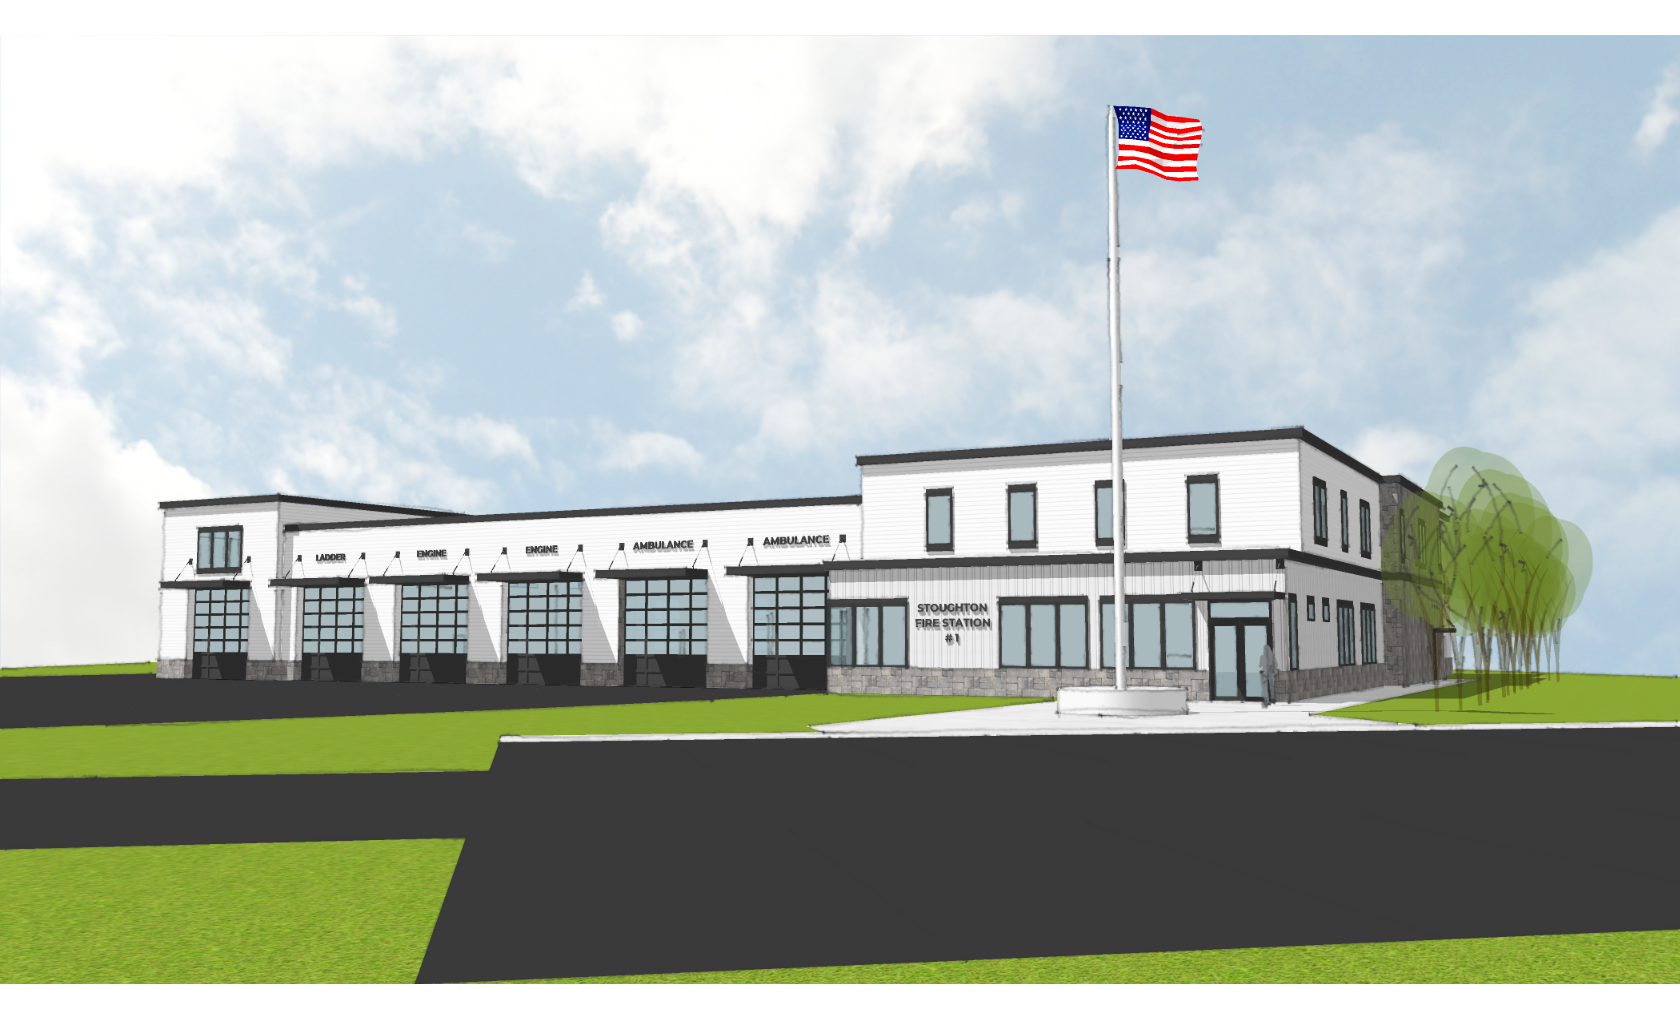 LADDER
ENGINE
ENGINE
AMBULANCE
AMBULANCE
STOUGHTON
FIRE STATION
#1